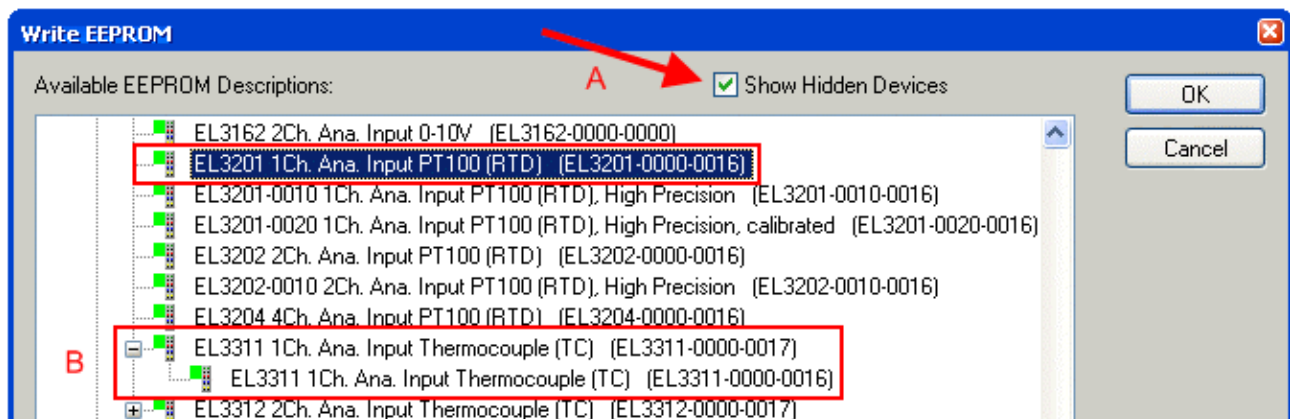 Write EEPROM
A
Available EEPROM Descriptions:
Show Hidden Devices
OK
Cancel
EL3162 2Ch. Ana. Input 0-10V (EL3162-0000-0000)
EL3201 1Ch. Ana. Input PT100 (RTD) (EL3201-0000-0016)
EL3201-0010 1Ch. Ana. Input PT100 (RTD), High Precision (EL3201-0010-0016)
EL3201-0020 1Ch. Ana. Input PT100 (RTD), High Precision, calibrated (EL3201-0020-0016)
EL3202 2Ch. Ana. Input PT100 (RTD) (EL3202-0000-0016)
EL3202-0010 2Ch. Ana. Input PT100 (RTD), High Precision (EL3202-0010-0016)
EL3204 4Ch. Ana. Input PT100 (RTD) (EL3204-0000-0016)
B
EL3311 1Ch. Ana. Input Thermocouple (TC) (EL3311-0000-0017)
EL3311 1Ch. Ana. Input Thermocouple (TC) (EL3311-0000-0016)
EL3312 2Ch. Ana. Input Thermocouple (TC) (EL3312-0000-0017)